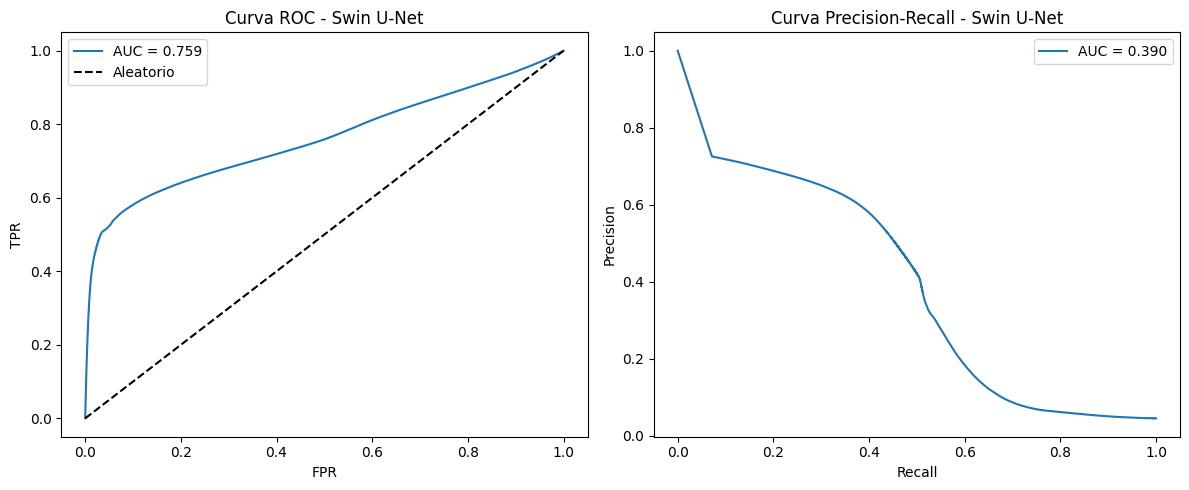 Curva ROC - Swin U-Net
AUC = 0.759
Aleatorio
1.0
0.8
0.6
0.4
0.2
0.0
TPR
0.0 0.2 0.4 0.6 0.8 1.0
FPR
Curva Precision-Recall - Swin U-Net
AUC = 0.390
1.0
0.8
0.6
0.4
0.2
0.0
Precision
0.0 0.2 0.4 0.6 0.8 1.0
Recall